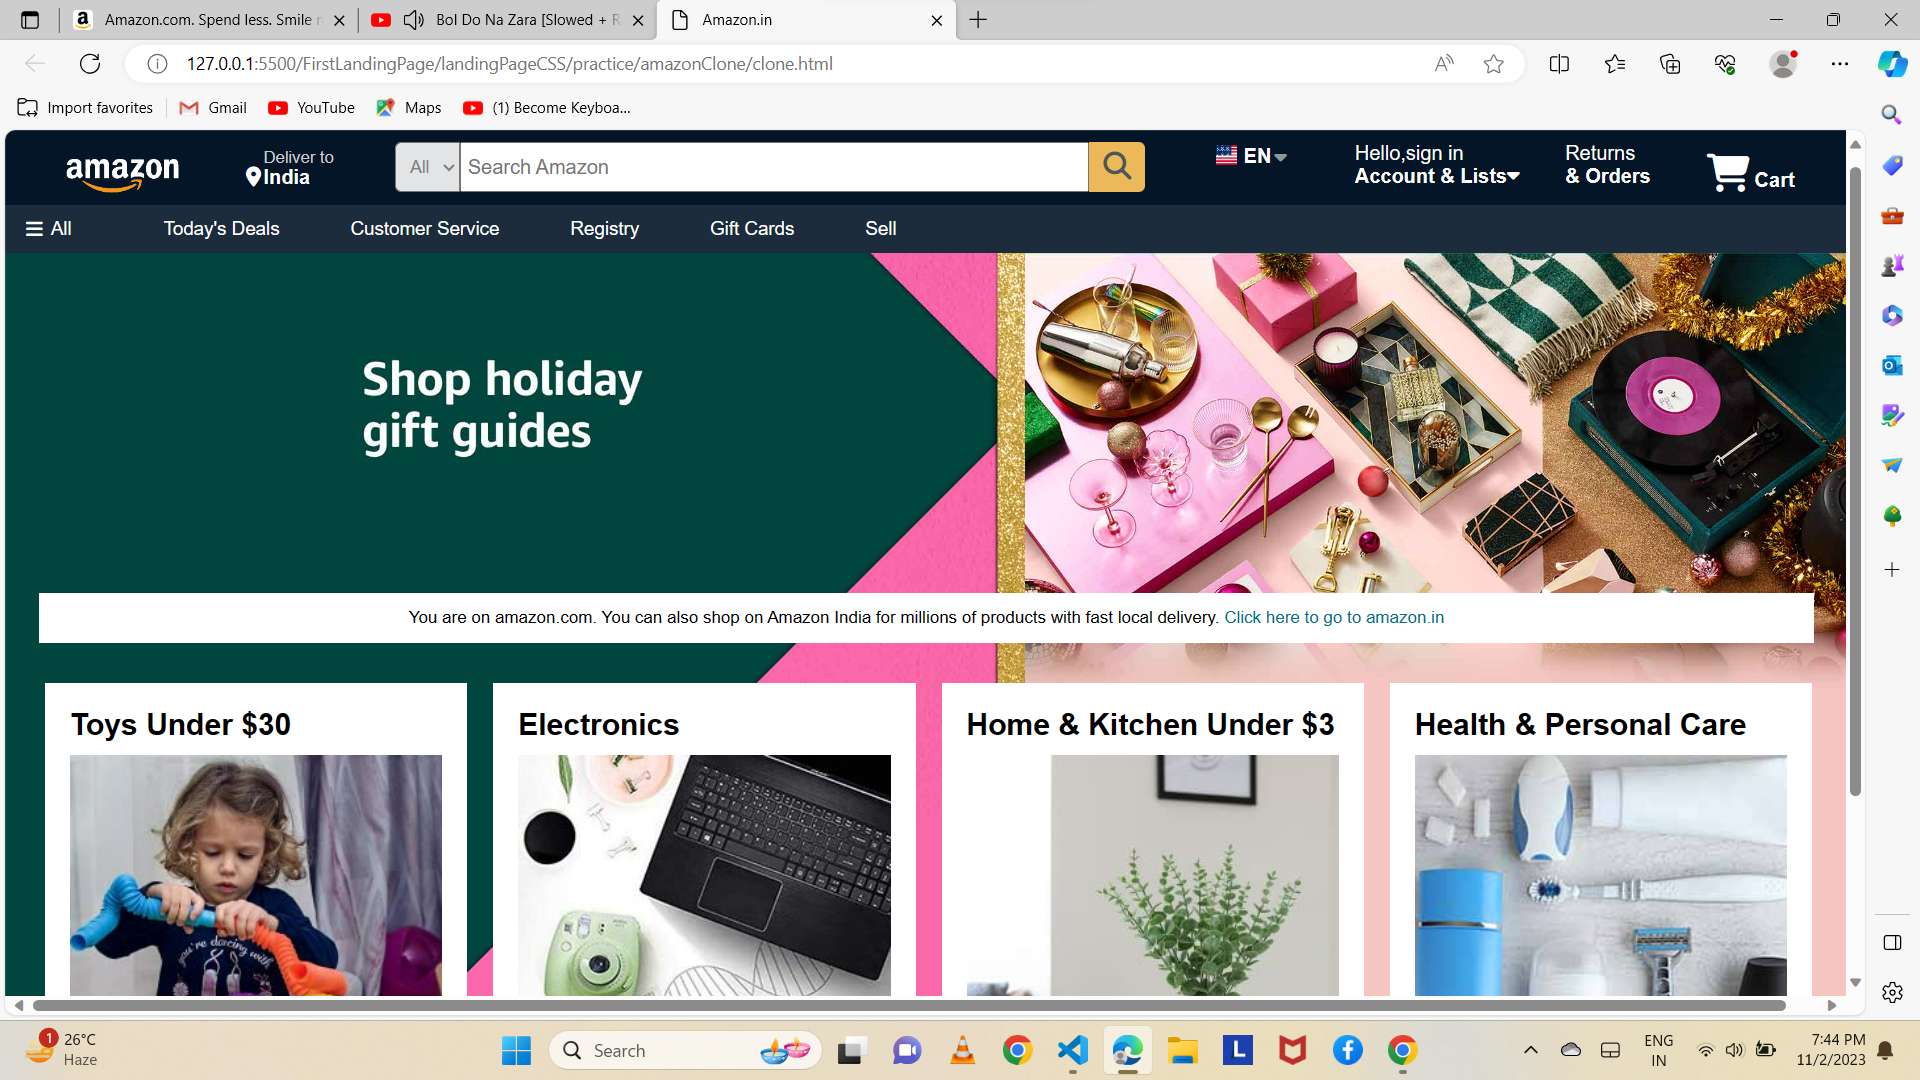 Amazon.com. Spend less. Smile
Bol Do Na Zara [Slowed + R
Amazon.in
127.0.0.1:5500/FirstLandingPage/landingPageCSS/practice/amazonClone/clone.html
Import favorites
Gmail
YouTube
Maps
(1) Become Keyboa...
amazon
Deliver to
India
All
Search Amazon
EN
Hello,sign in
Account & Lists
Returns
& Orders
Cart
All
Today's Deals
Customer Service
Registry
Gift Cards
Sell
Shop holiday
gift guides
You are on amazon.com. You can also shop on Amazon India for millions of products with fast local delivery. Click here to go to amazon.in
Toys Under $30
Electronics
Home & Kitchen Under $3
Health & Personal Care
you're dancing with
1
26°C
Haze
Search
L
ENG
IN
7:44 PM
11/2/2023